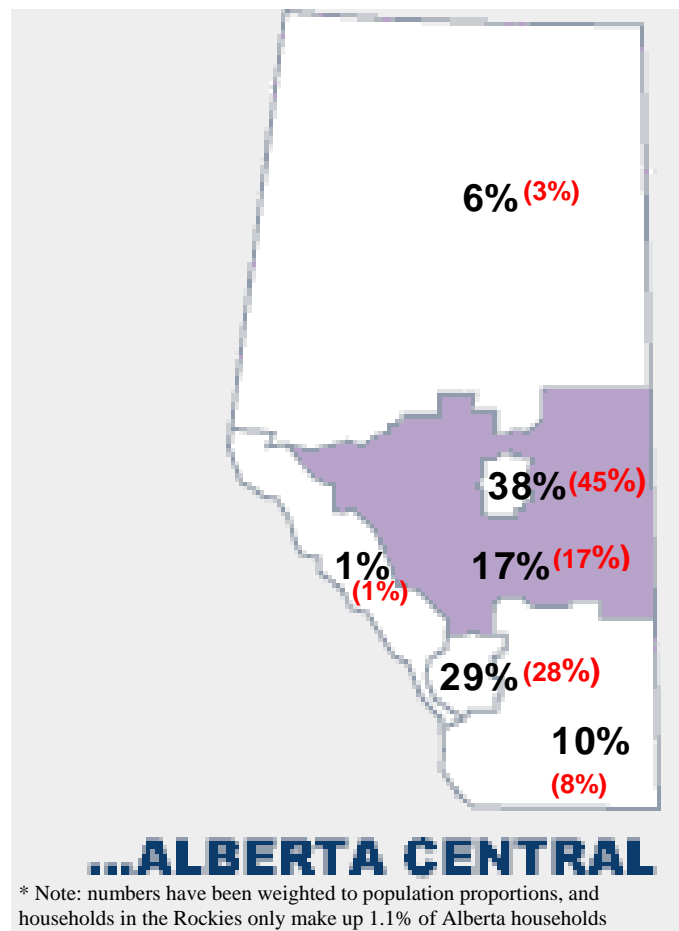 6% (3%)
38% (45%)
1%
17% (17%)
(1%)
29% (28%)
10%
(8%)
...ALBERTA CENTRAL
* Note: numbers have been weighted to population proportions, and
households in the Rockies only make up 1.1% of Alberta households